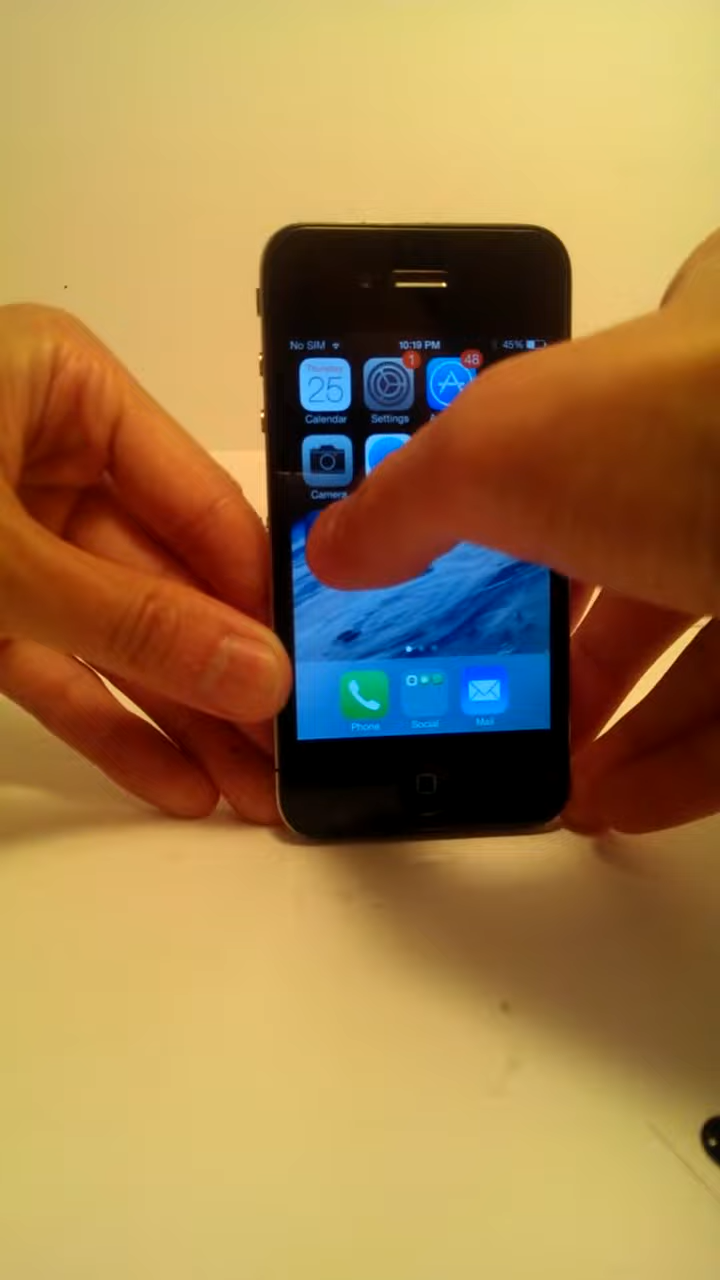 No SIM 10:19 PM 45%
1 48
Thursday
25
Calendar Settings
Camera
Phone Social Mail